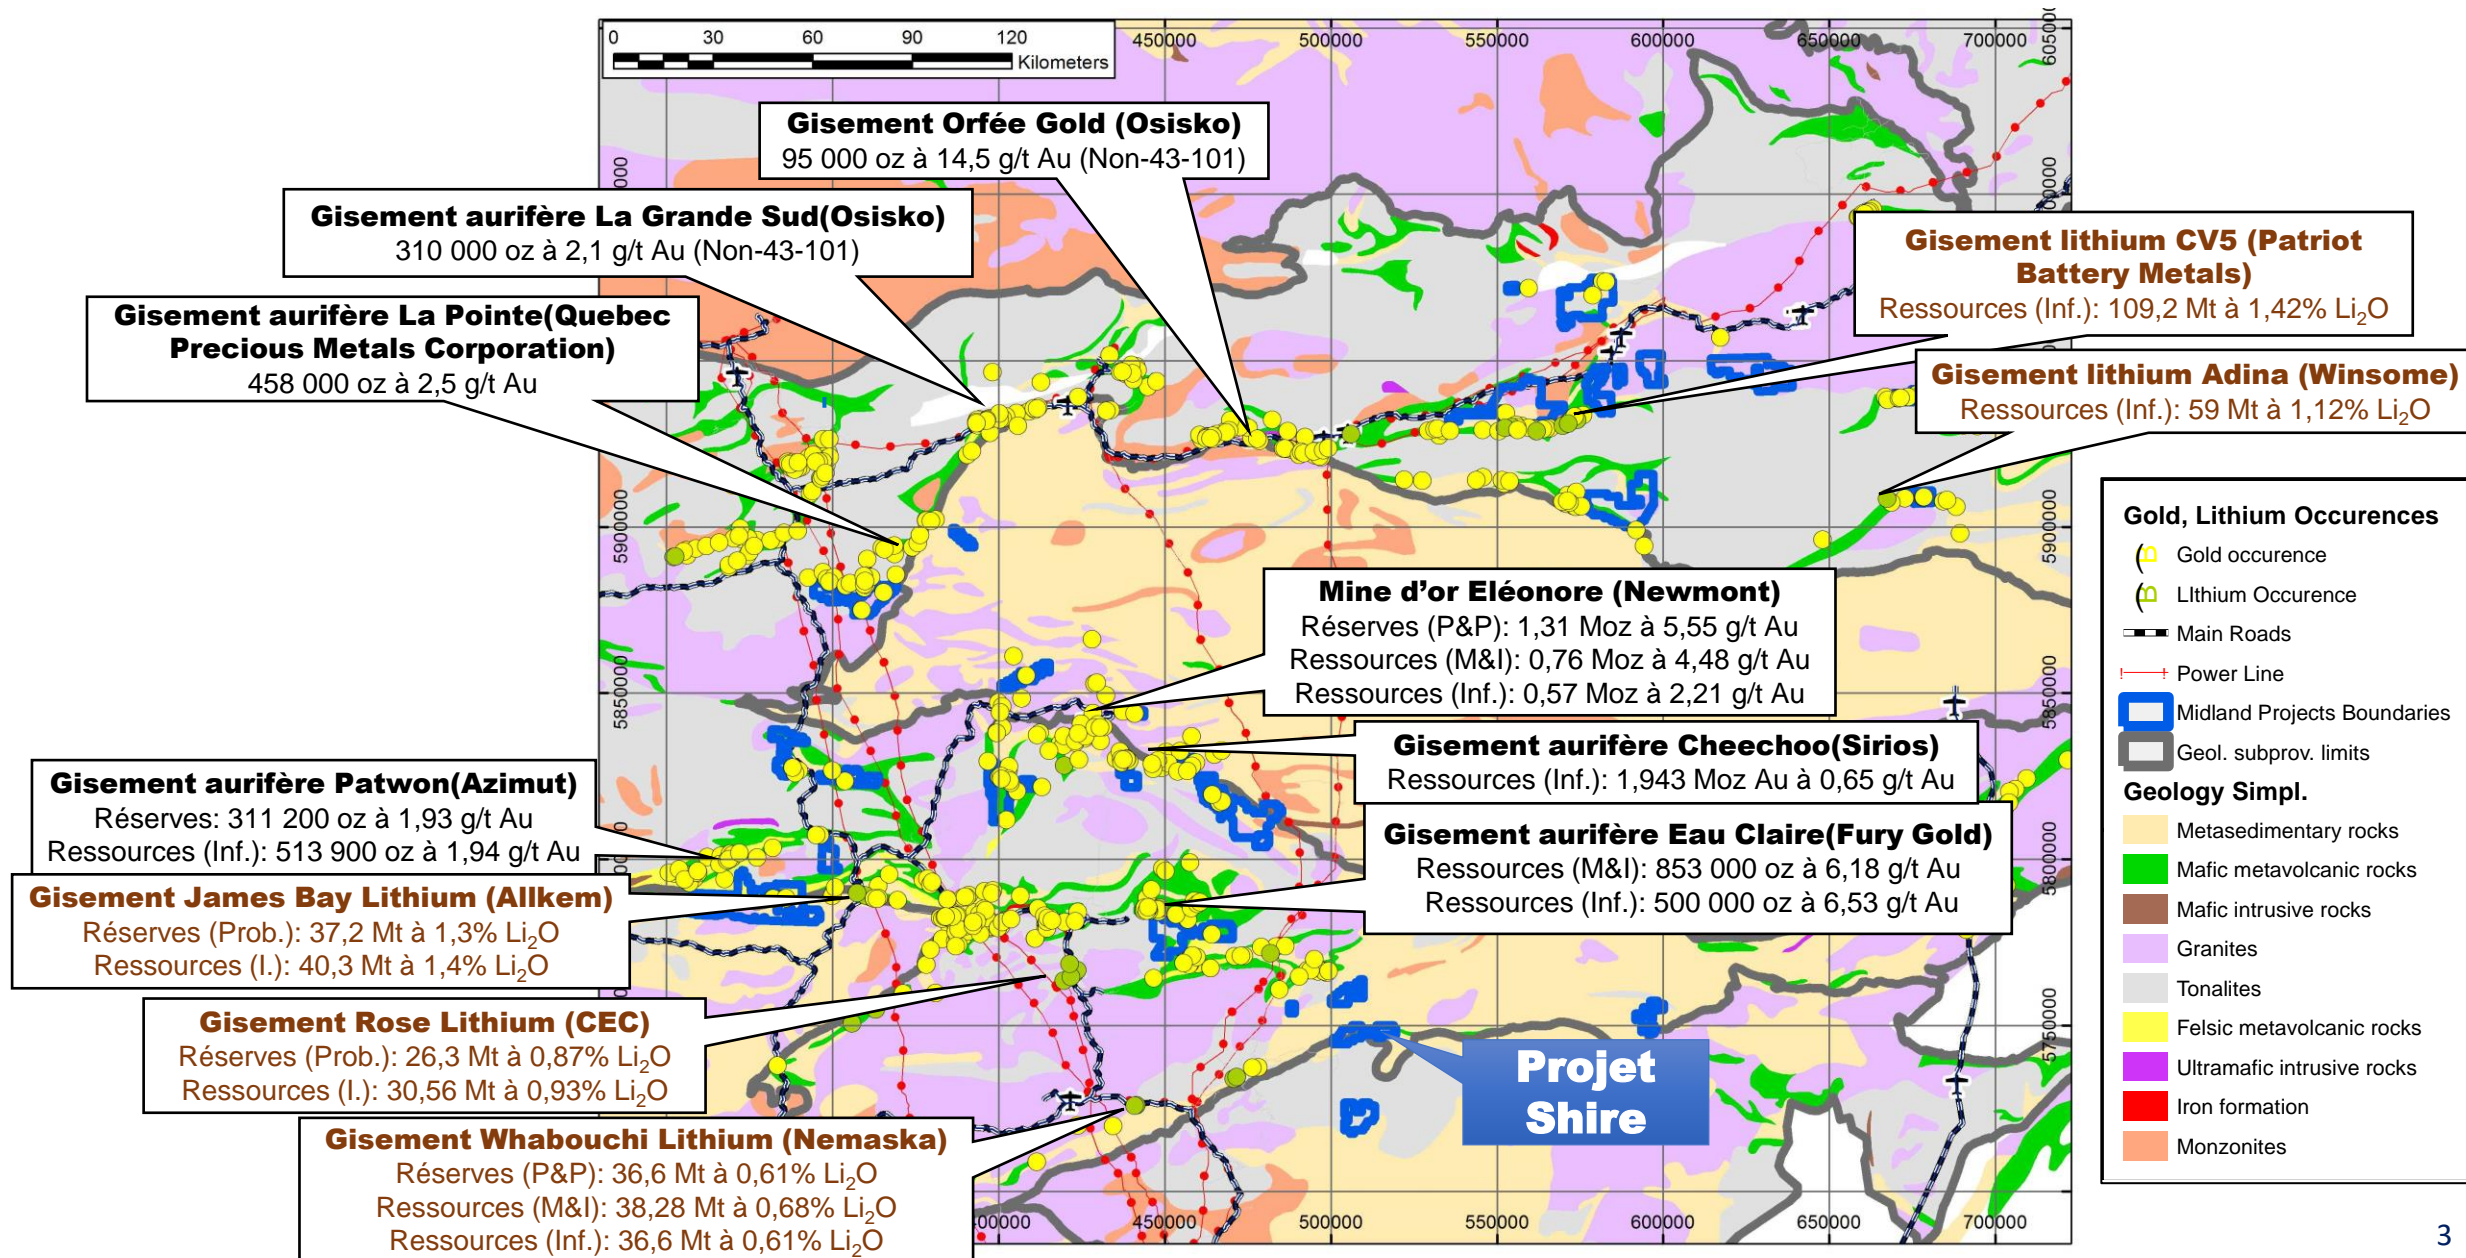 0 30 60 90 120
Kilometers
450000 500000 550000 600000 650000 700000
Gisement Orfée Gold (Osisko)
95 000 oz à 14,5 g/t Au (Non-43-101)
Gisement aurifère La Grande Sud(Osisko)
310 000 oz à 2,1 g/t Au (Non-43-101)
Gisement aurifère La Pointe(Quebec
Precious Metals Corporation)
458 000 oz à 2,5 g/t Au
Gisement lithium CV5 (Patriot
Battery Metals)
Ressources (Inf.): 109,2 Mt à 1,42% Li₂O
Gisement lithium Adina (Winsome)
Ressources (Inf.): 59 Mt à 1,12% Li₂O
5900000
5900000
Mine d'or Eléonore (Newmont)
Réserves (P&P): 1,31 Moz à 5,55 g/t Au
Ressources (M&I): 0,76 Moz à 4,48 g/t Au
Ressources (Inf.): 0,57 Moz à 2,21 g/t Au
5850000
5850000
Gisement aurifère Cheechoo(Sirios)
Ressources (Inf.): 1,943 Moz Au à 0,65 g/t Au
Gisement aurifère Patwon(Azimut)
Réserves: 311 200 oz à 1,93 g/t Au
Ressources (Inf.): 513 900 oz à 1,94 g/t Au
Gisement aurifère Eau Claire(Fury Gold)
Ressources (M&I): 853 000 oz à 6,18 g/t Au
Ressources (Inf.): 500 000 oz à 6,53 g/t Au
5800000
Gisement James Bay Lithium (Allkem)
Réserves (Prob.): 37,2 Mt à 1,3% Li₂O
Ressources (I.): 40,3 Mt à 1,4% Li₂O
Gisement Rose Lithium (CEC)
Réserves (Prob.): 26,3 Mt à 0,87% Li₂O
Ressources (I.): 30,56 Mt à 0,93% Li₂O
5750000
Projet
Shire
Gisement Whabouchi Lithium (Nemaska)
Réserves (P&P): 36,6 Mt à 0,61% Li₂O
Ressources (M&I): 38,28 Mt à 0,68% Li₂O
Ressources (Inf.): 36,6 Mt à 0,61% Li₂O
450000 500000 550000 600000 650000 700000
Gold, Lithium Occurences
Gold occurence
LIthium Occurence
Main Roads
Power Line
Midland Projects Boundaries
Geol. subprov. limits
Geology Simpl.
Metasedimentary rocks
Mafic metavolcanic rocks
Mafic intrusive rocks
Granites
Tonalites
Felsic metavolcanic rocks
Ultramafic intrusive rocks
Iron formation
Monzonites
3